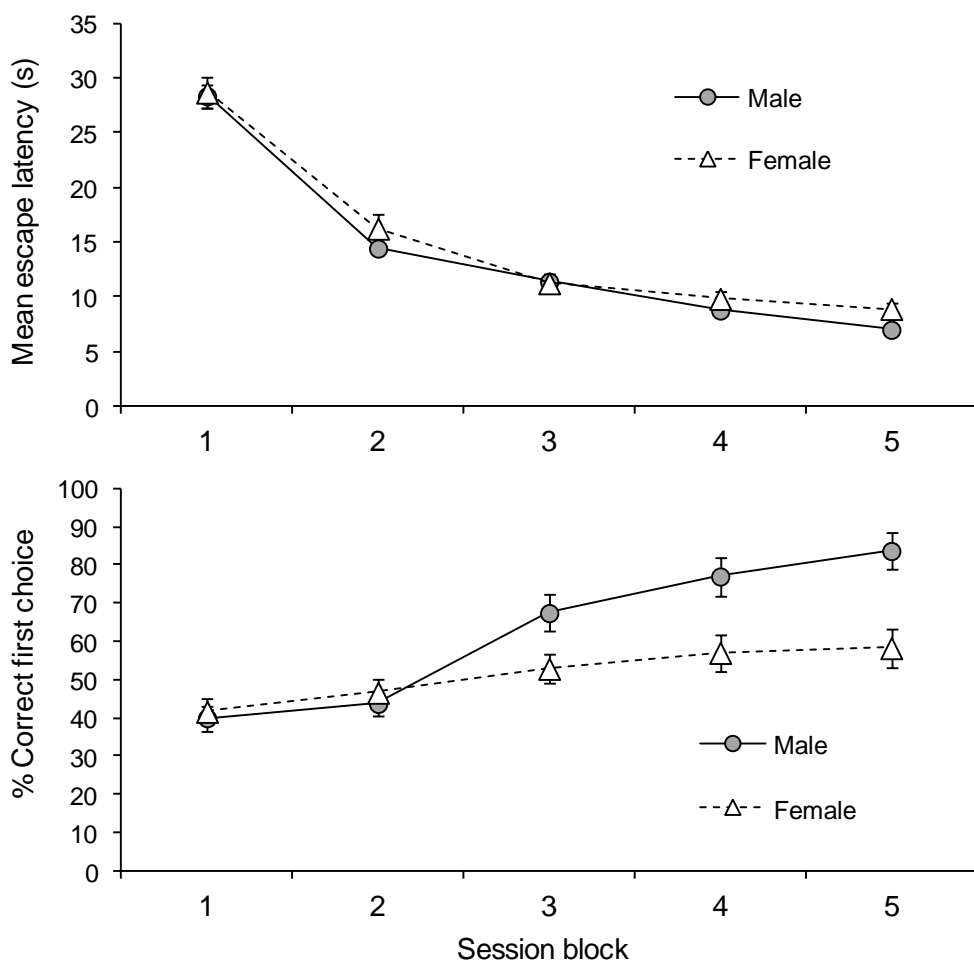 Mean escape latency (s)
35
30
25
20
15
10
5
0
Male
Female
1 2 3 4 5
% Correct first choice
100
90
80
70
60
50
40
30
20
10
0
Male
Female
1 2 3 4 5
Session block